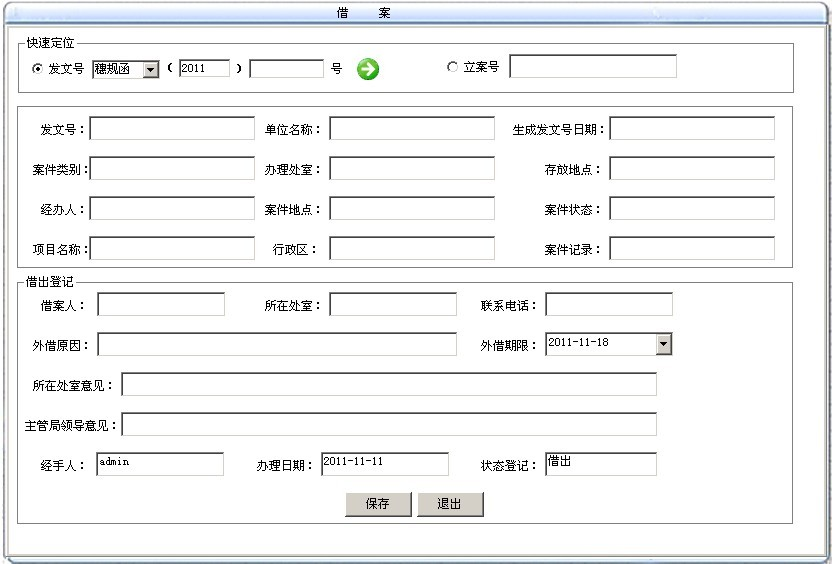 借 案
快速定位
发文号 穗规函 ( 2011 ) 号 立案号
发文号： 单位名称： 生成发文号日期：
案件类别： 办理处室： 存放地点：
经办人： 案件地点： 案件状态：
项目名称： 行政区： 案件记录：
借出登记
借案人： 所在处室： 联系电话：
外借原因： 外借期限： 2011-11-18
所在处室意见：
主管局领导意见：
经手人： admin 办理日期： 2011-11-11 状态登记： 借出
保存 退出